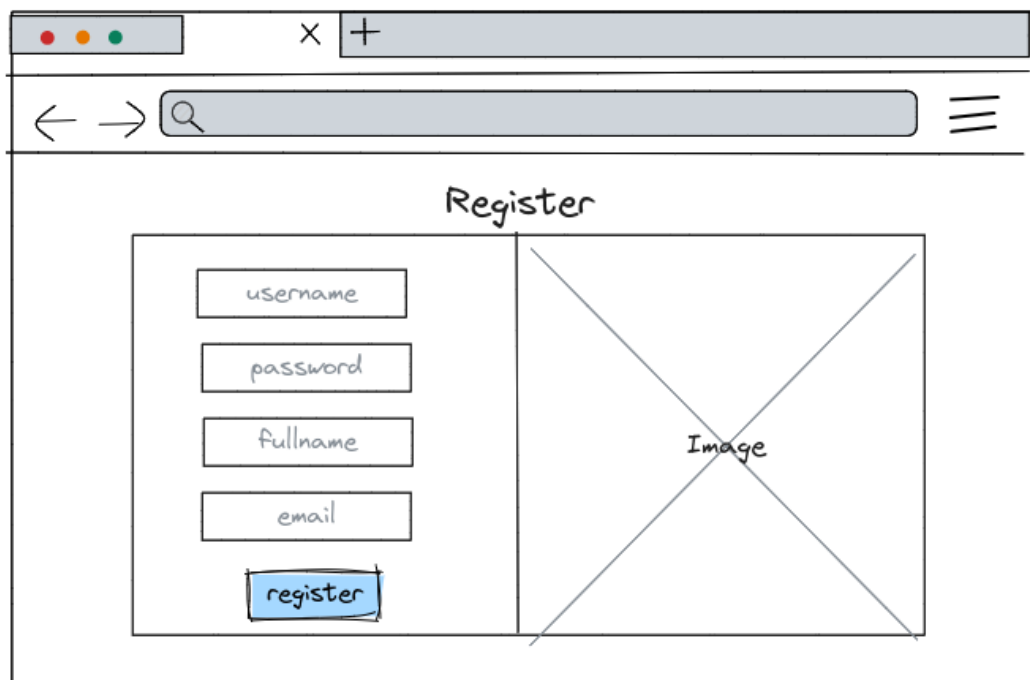 Register
username
password
fullname
email
register
Image